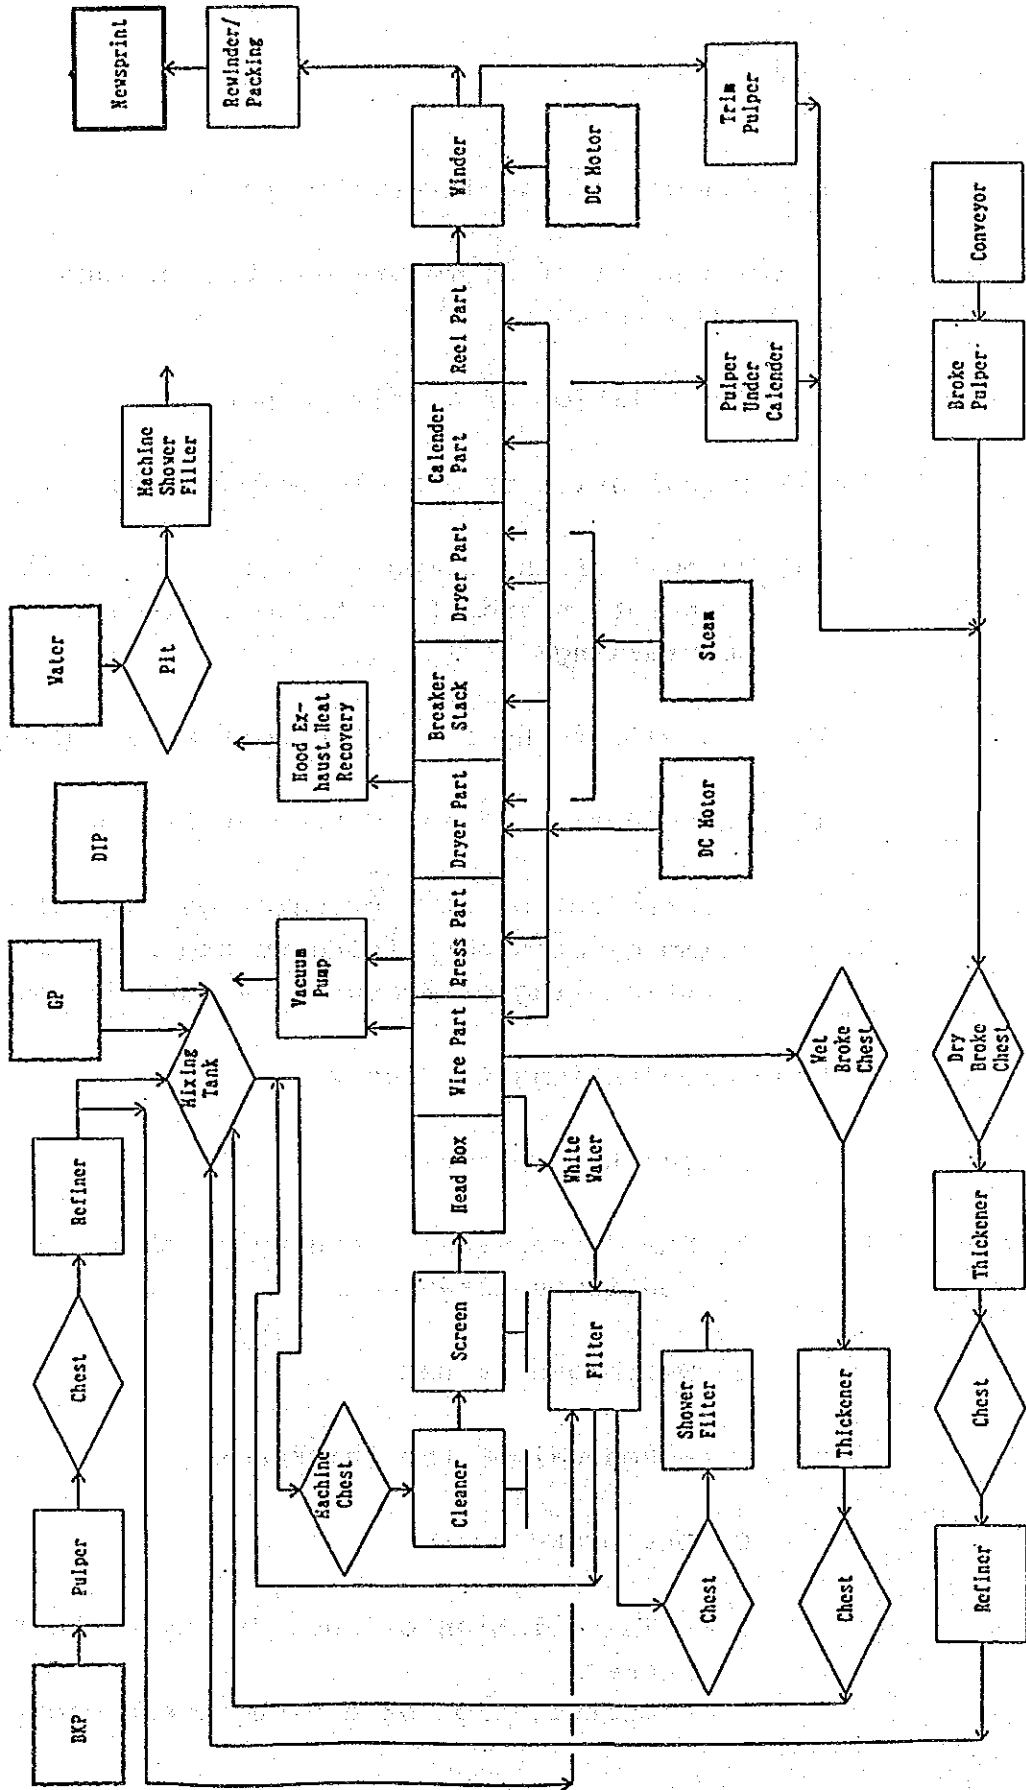 BKP
Pulper
Chest
Refiner
GP
DIP
Water
Newsprint
Mixing
Tank
Pit
Machine
Shower
Filter
Rewinder/
Packing
Machine
Chest
Vacuum
Pump
Hood Ex-
haust Heat
Recovery
Cleaner
Screen
Head Box
Wire Part
Press Part
Dryer Part
Breaker
Stack
Dryer Part
Calender
Part
Reel Part
Winder
Filter
White
Water
DC Motor
Chest
Shower
Filter
DC Motor
Steam
Pulper
Under
Calender
Trim
Pulper
Chest
Thickener
Wet
Broke
Chest
Refiner
Chest
Thickener
Dry
Broke
Chest
Broke
Pulper
Conveyor